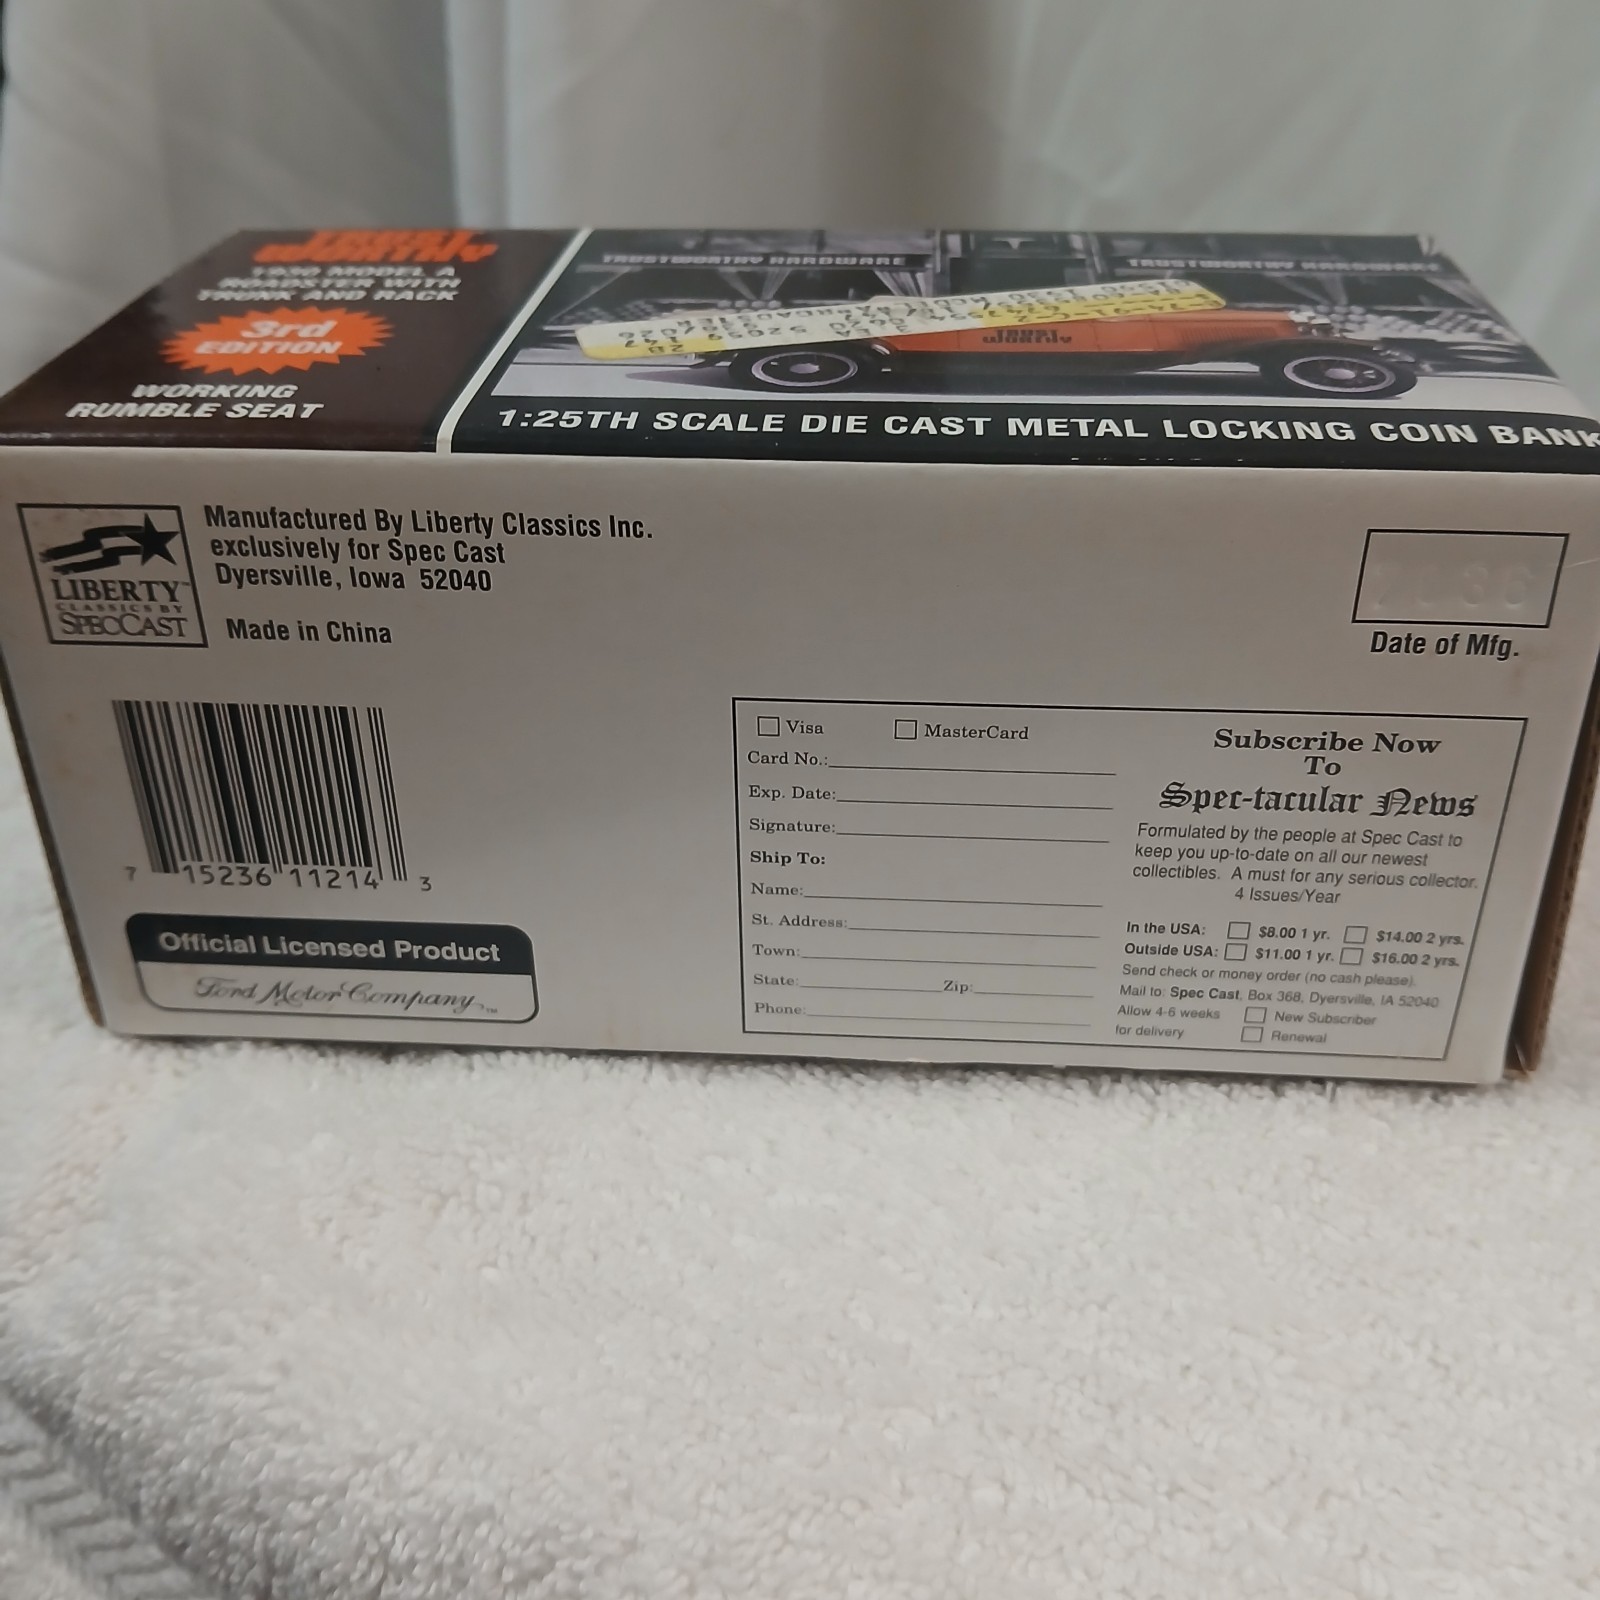 TRUST
WORTHY
1930 MODEL A
ROADSTER WITH
TRUNK AND RACK
3rd
EDITION
WORKING
RUMBLE SEAT
TRUSTWORTHY HARDWARE
TRUSTWORTHY HARDWARE
TRUST
WORTHY
1:25TH SCALE DIE CAST METAL LOCKING COIN BANK
LIBERTY™
CLASSICS BY
SPECCAST
Manufactured By Liberty Classics Inc.
exclusively for Spec Cast
Dyersville, Iowa 52040
Made in China
Date of Mfg.
7 15236 11214 3
Official Licensed Product
Ford Motor Company™
Visa
MasterCard
Card No.:
Exp. Date:
Signature:
Ship To:
Name:
St. Address:
Town:
State: Zip:
Phone:
Subscribe Now
To
Spec-tacular News
Formulated by the people at Spec Cast to
keep you up-to-date on all our newest
collectibles. A must for any serious collector.
4 Issues/Year
In the USA: $8.00 1 yr. $14.00 2 yrs.
Outside USA: $11.00 1 yr. $16.00 2 yrs.
Send check or money order (no cash please).
Mail to: Spec Cast, Box 368, Dyersville, IA 52040
Allow 4-6 weeks
for delivery
New Subscriber
Renewal